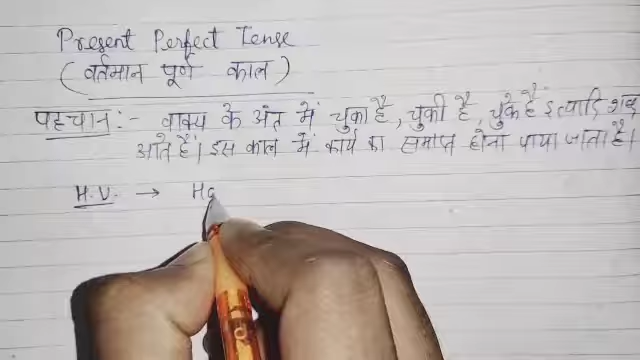 Present Perfect Tense
(वर्तमान पूर्ण काल)
पहचान :- वाक्य के अंत में चुका है, चुकी है, चुके हैं इत्यादि शब्द
आते हैं। इस काल में कार्य का समाप्त होना पाया जाता है।
H.V. → Ha